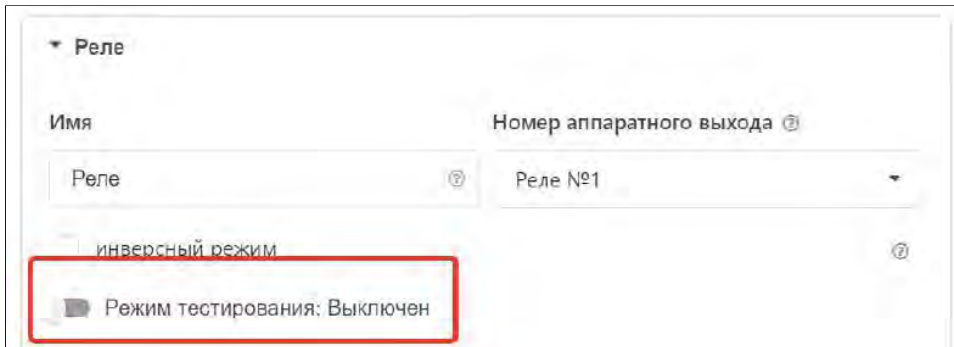 Реле
Имя
Номер аппаратного выхода
Реле
Реле №1
инверсный режим
Режим тестирования: Выключен